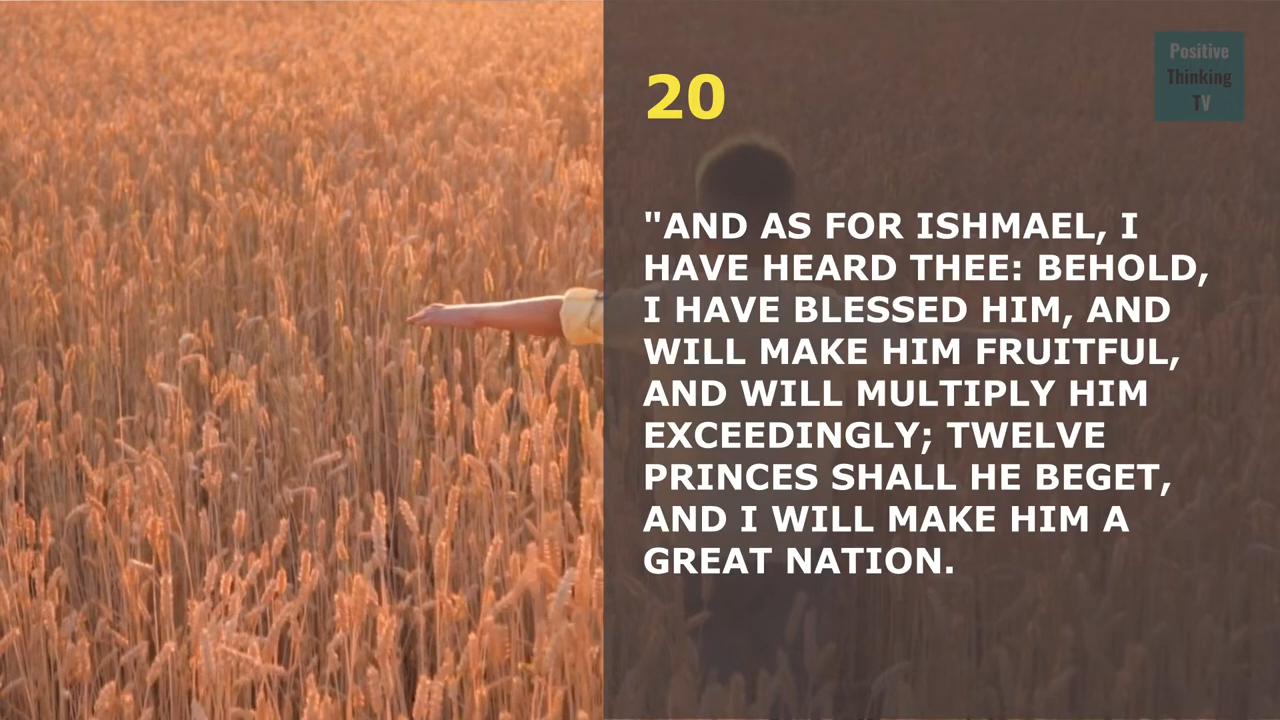 Positive
Thinking
TV
20
"AND AS FOR ISHMAEL, I
HAVE HEARD THEE: BEHOLD,
I HAVE BLESSED HIM, AND
WILL MAKE HIM FRUITFUL,
AND WILL MULTIPLY HIM
EXCEEDINGLY; TWELVE
PRINCES SHALL HE BEGET,
AND I WILL MAKE HIM A
GREAT NATION.